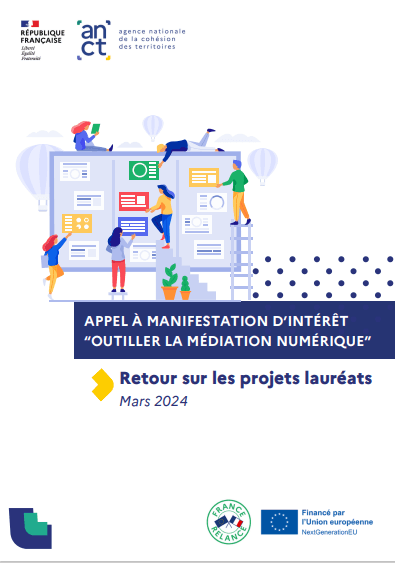 RÉPUBLIQUE
FRANÇAISE
Liberté
Égalité
Fraternité
an
ct
agence nationale
de la cohésion
des territoires
APPEL À MANIFESTATION D'INTÉRÊT
“OUTILLER LA MÉDIATION NUMÉRIQUE”
Retour sur les projets lauréats
Mars 2024
FRANCE
RELANCE
Financé par
l'Union européenne
NextGenerationEU